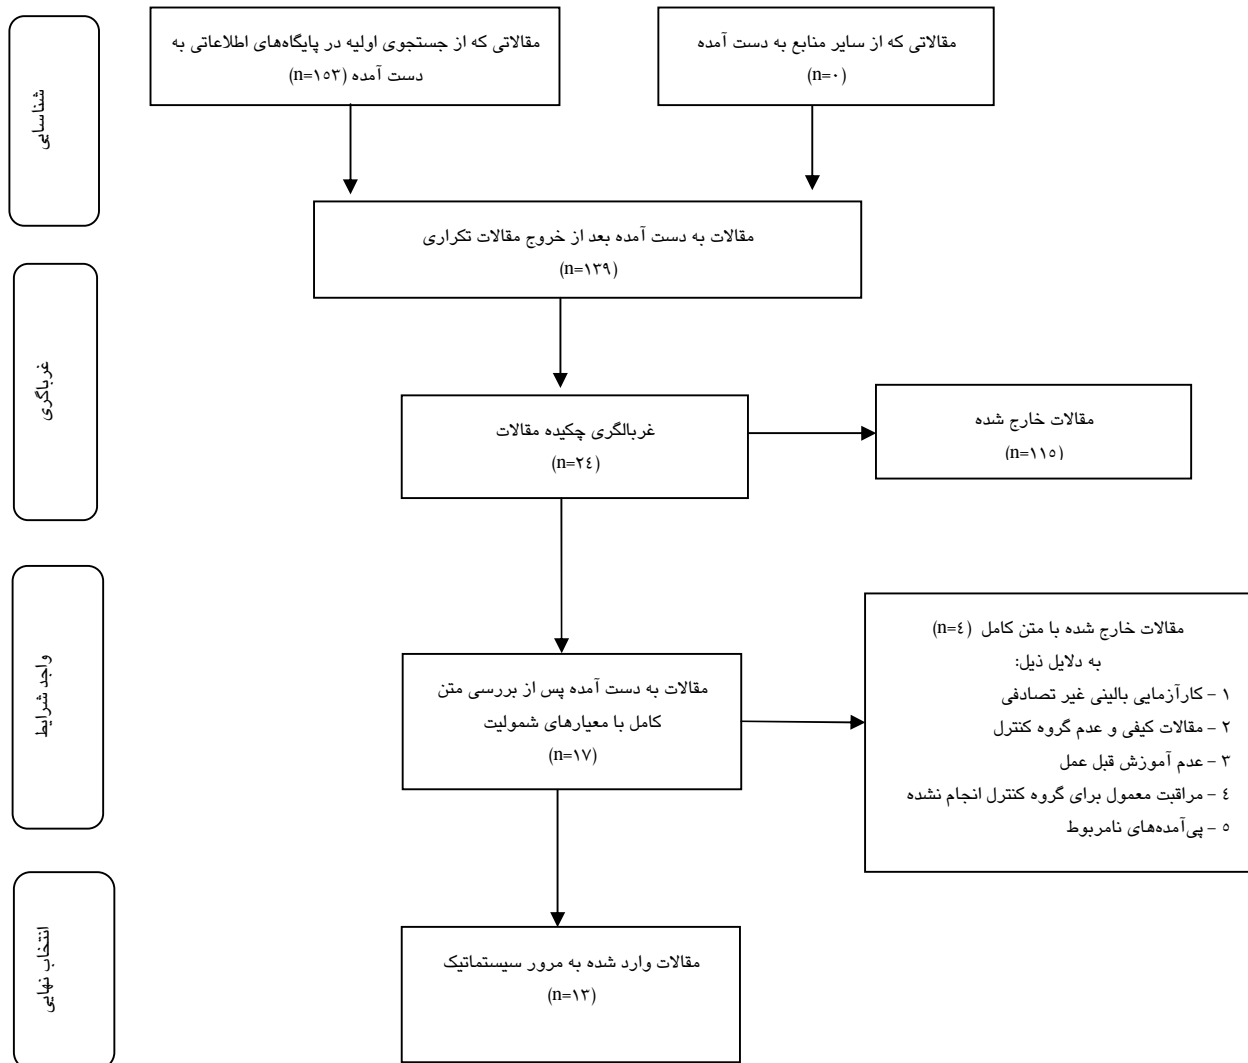 شناسایی
مقالاتی که از جستجوی اولیه در پایگاه‌های اطلاعاتی به
دست آمده (n=۱۵۳)
مقالاتی که از سایر منابع به دست آمده
(n=۰)
مقالات به دست آمده بعد از خروج مقالات تکراری
(n=۱۳۹)
غرباگری
غربالگری چکیده مقالات
(n=۲٤)
مقالات خارج شده
(n=۱۱۵)
واجد شرایط
مقالات به دست آمده پس از بررسی متن
کامل با معیارهای شمولیت
(n=۱۷)
مقالات خارج شده با متن کامل (n=٤)
به دلایل ذیل:
۱ – کارآزمایی بالینی غیر تصادفی
۲ – مقالات کیفی و عدم گروه کنترل
۳ – عدم آموزش قبل عمل
٤ – مراقبت معمول برای گروه کنترل انجام نشده
۵ – پی‌آمدهای نامربوط
انتخاب نهایی
مقالات وارد شده به مرور سیستماتیک
(n=۱۳)